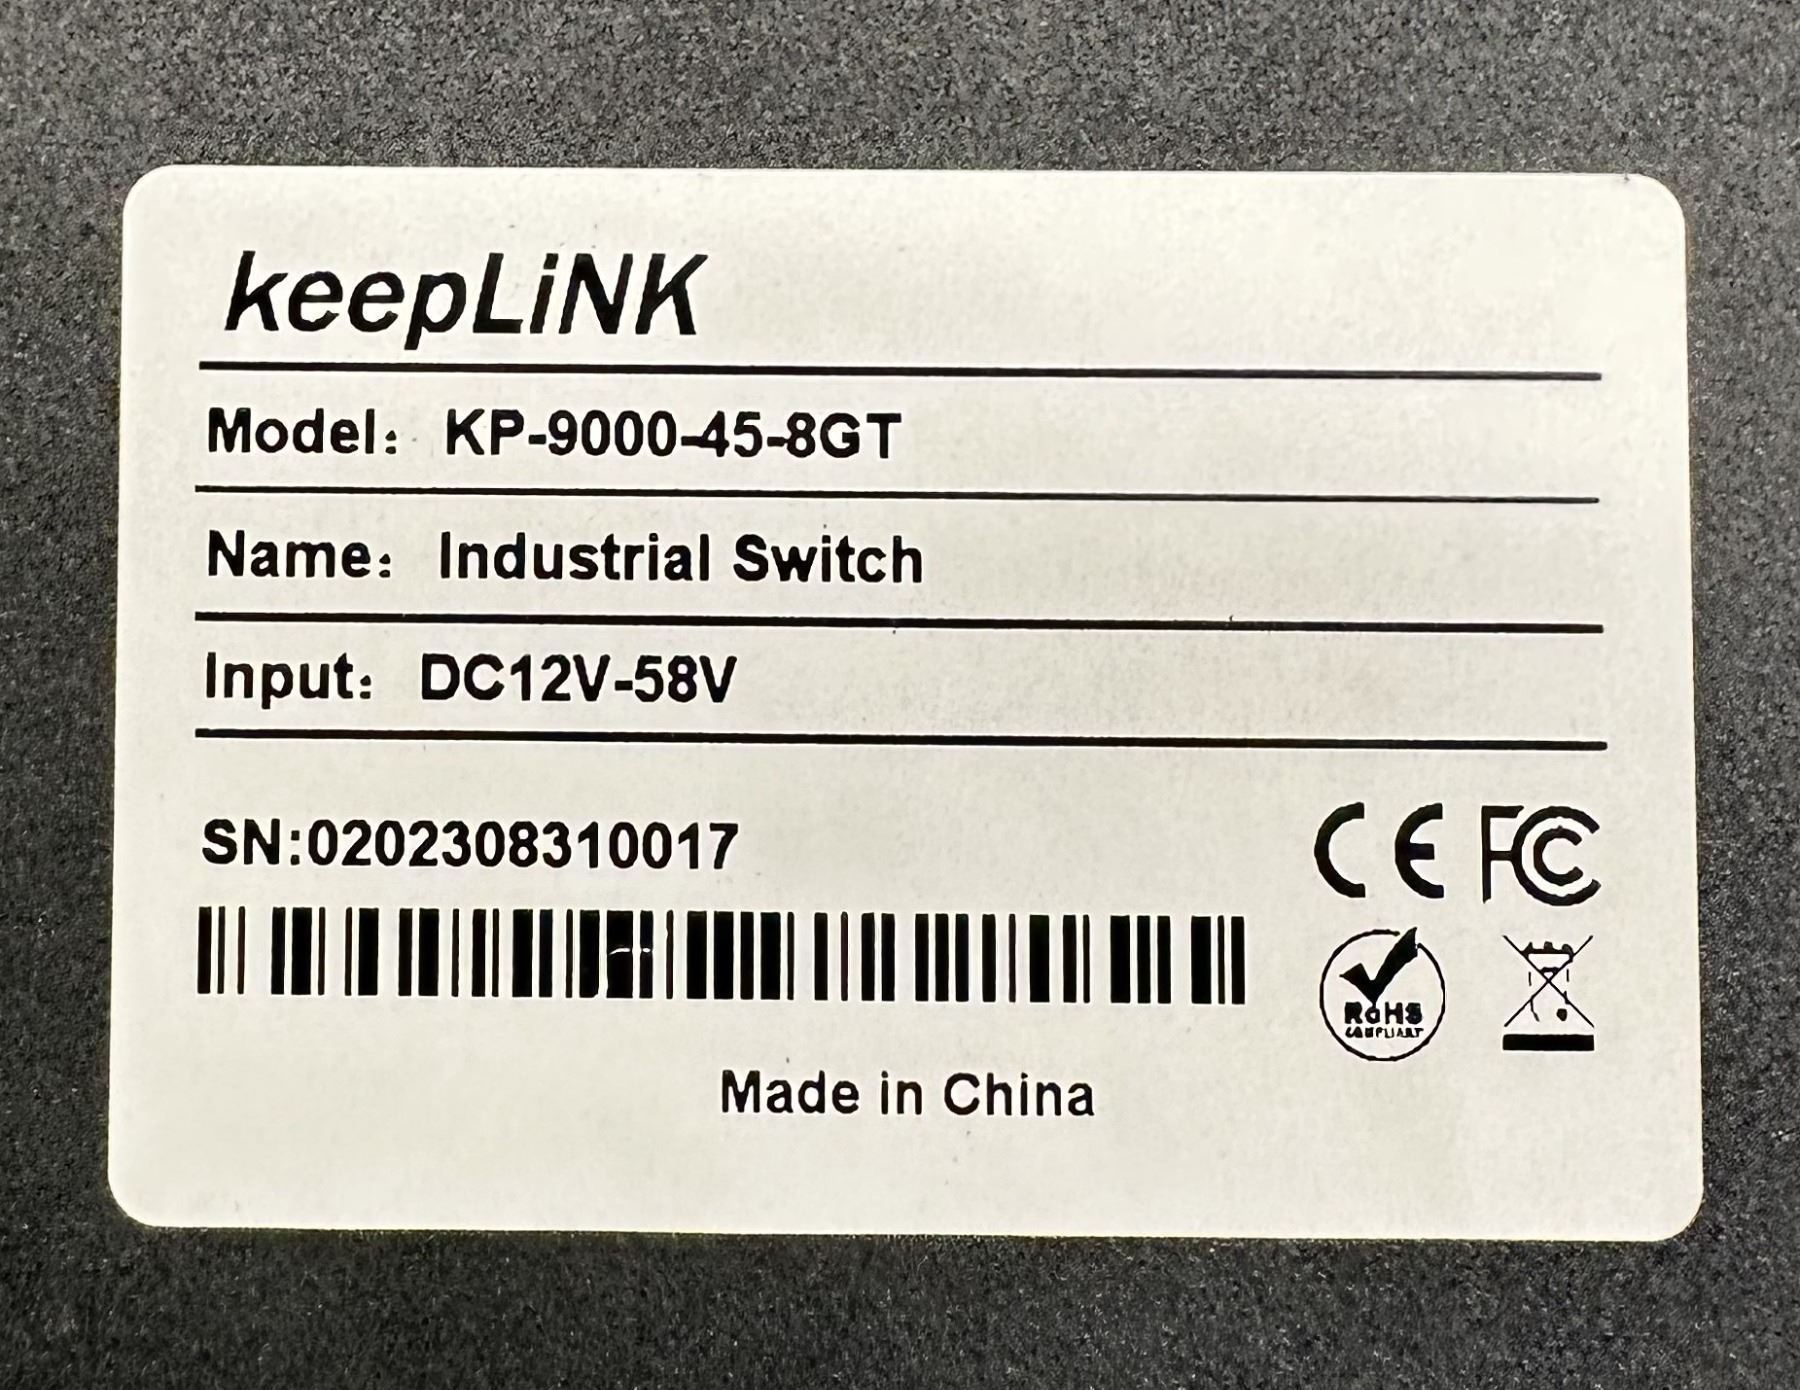 keepLiNK
Model: KP-9000-45-8GT
Name: Industrial Switch
Input: DC12V-58V
SN:0202308310017
CE FC
RoHS
COMPLIANT
Made in China